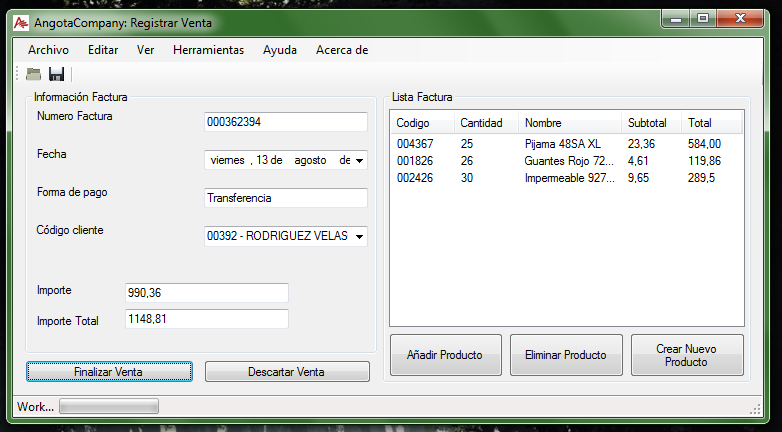 AngotaCompany: Registrar Venta
Archivo Editar Ver Herramientas Ayuda Acerca de
Información Factura
Numero Factura 000362394
Fecha viernes , 13 de agosto de
Forma de pago Transferencia
Código cliente 00392 - RODRIGUEZ VELAS
Importe 990,36
Importe Total 1148,81
Finalizar Venta Descartar Venta
Lista Factura
Codigo Cantidad Nombre Subtotal Total
004367 25 Pijama 48SA XL 23,36 584,00
001826 26 Guantes Rojo 72... 4,61 119,86
002426 30 Impermeable 927... 9,65 289,5
Añadir Producto Eliminar Producto Crear Nuevo Producto
Work...